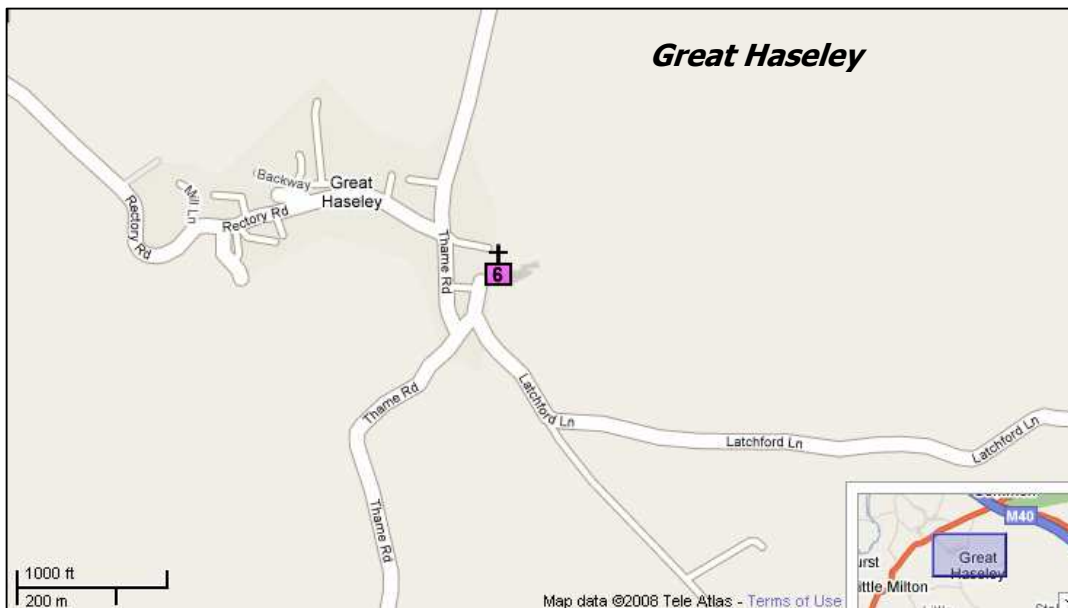 Great Haseley
Backway
Great
Haseley
Mill Ln
Rectory Rd
Rectory Rd
Thame Rd
6
Thame Rd
Latchford Ln
Latchford Ln
Latchford Ln
Thame Rd
M40
Great
Haseley
ittle Milton
1000 ft
200 m
Map data ©2008 Tele Atlas - Terms of Use